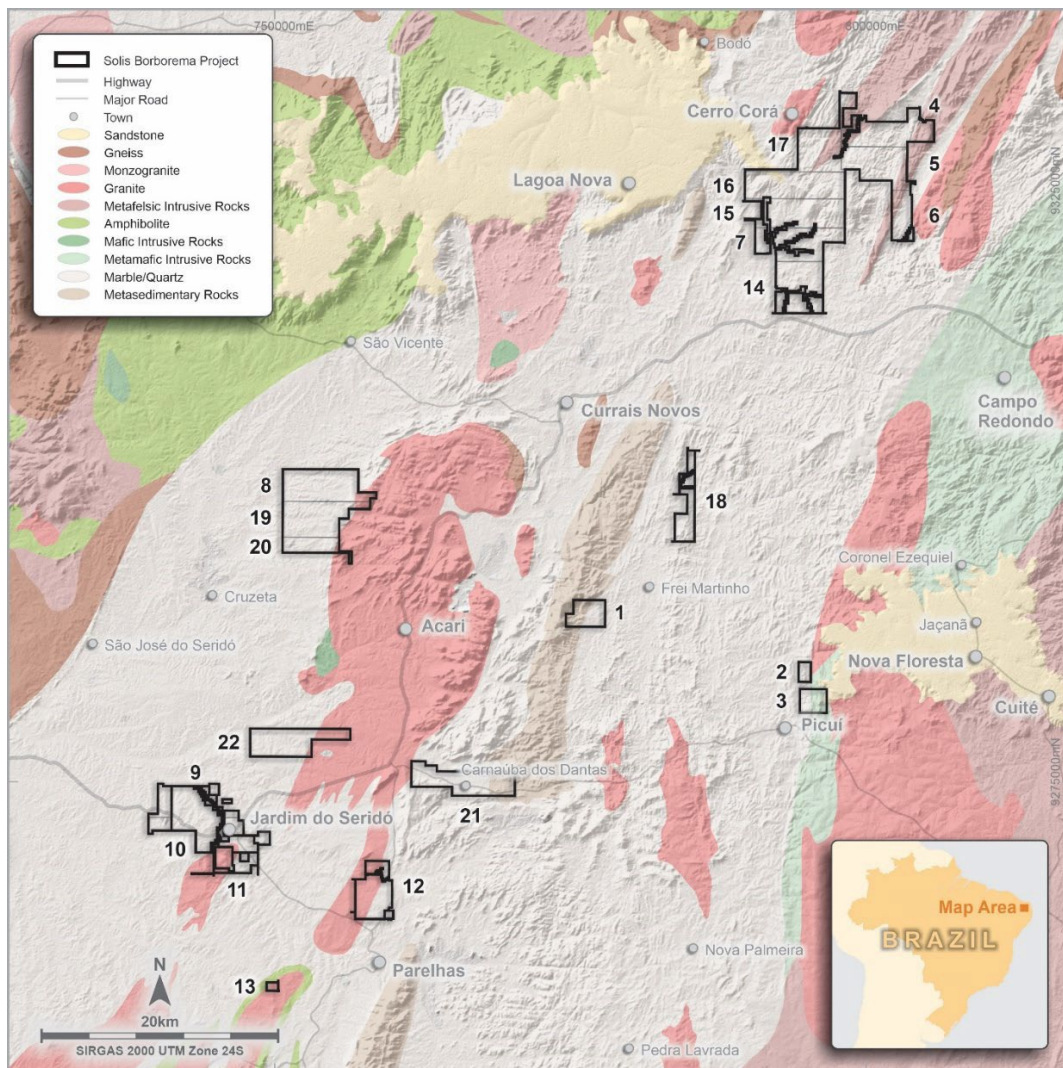 750000mE
800000mE
Solis Borborema Project
Highway
Major Road
Town
Sandstone
Gneiss
Monzogranite
Granite
Metafelsic Intrusive Rocks
Amphibolite
Mafic Intrusive Rocks
Metamafic Intrusive Rocks
Marble/Quartz
Metasedimentary Rocks
Bodó
Cerro Corá
4
17
5
Lagoa Nova
16
15
6
7
14
São Vicente
Currais Novos
Campo
Redondo
8
18
19
20
Coronel Ezequiel
Cruzeta
Frei Martinho
1
Jaçanã
Acari
São José do Seridó
Nova Floresta
2
3
Cuité
Picuí
22
Carnaúba dos Dantas
9
21
Jardim do Seridó
10
11
12
Map Area
BRAZIL
Nova Palmeira
Parelhas
N
13
20km
SIRGAS 2000 UTM Zone 24S
Pedra Lavrada